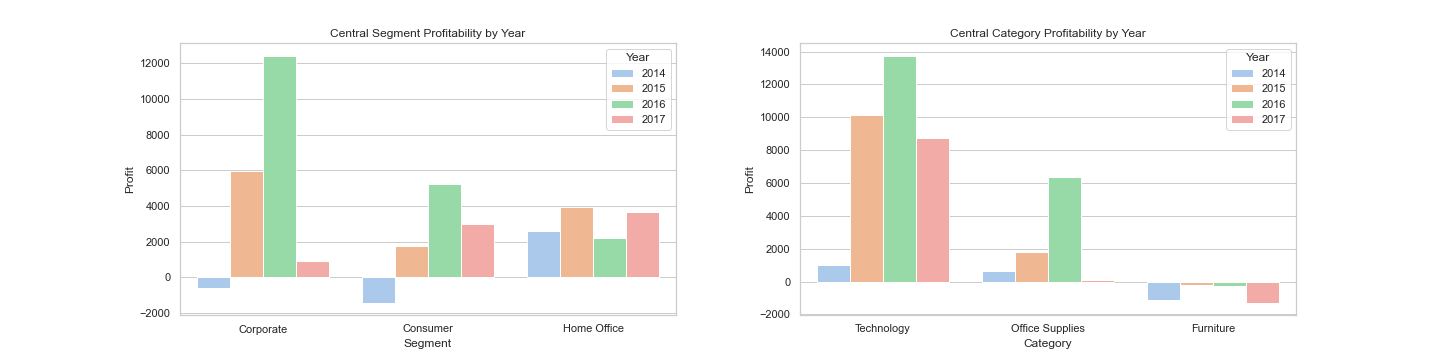 Central Segment Profitability by Year
12000
10000
8000
6000
4000
2000
0
−2000
Profit
Corporate
Consumer
Home Office
Segment
Year
2014
2015
2016
2017
Central Category Profitability by Year
14000
12000
10000
8000
6000
4000
2000
0
−2000
Profit
Technology
Office Supplies
Furniture
Category
Year
2014
2015
2016
2017